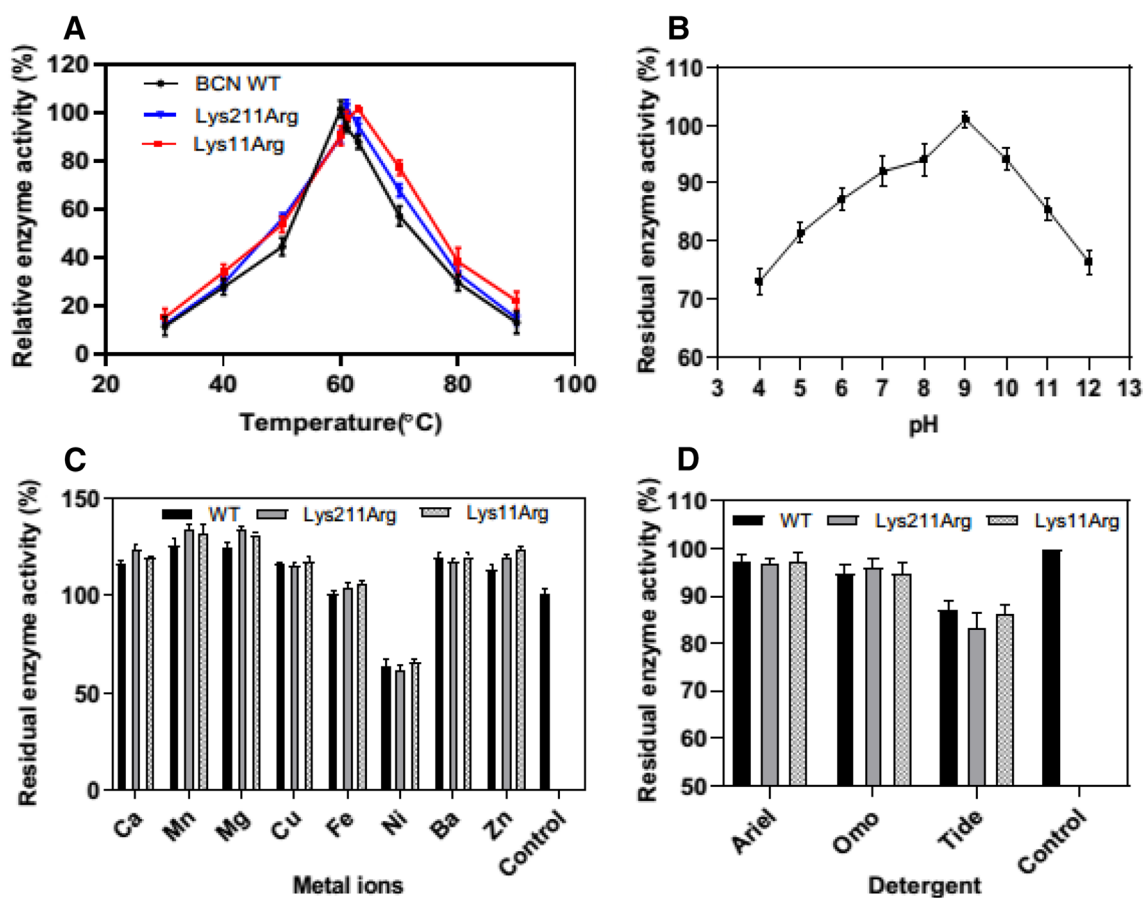 A
Relative enzyme activity (%)
120
100
80
60
40
20
0
BCN WT
Lys211Arg
Lys11Arg
20 40 60 80 100
Temperature(°C)
B
Residual enzyme activity (%)
110
100
90
80
70
60
3 4 5 6 7 8 9 10 11 12 13
pH
C
Residual enzyme activity (%)
150
100
50
0
WT Lys211Arg Lys11Arg
Ca Mn Mg Cu Fe Ni Ba Zn Control
Metal ions
D
Residual enzyme activity (%)
110
100
90
80
70
60
50
WT Lys211Arg Lys11Arg
Ariel Omo Tide Control
Detergent